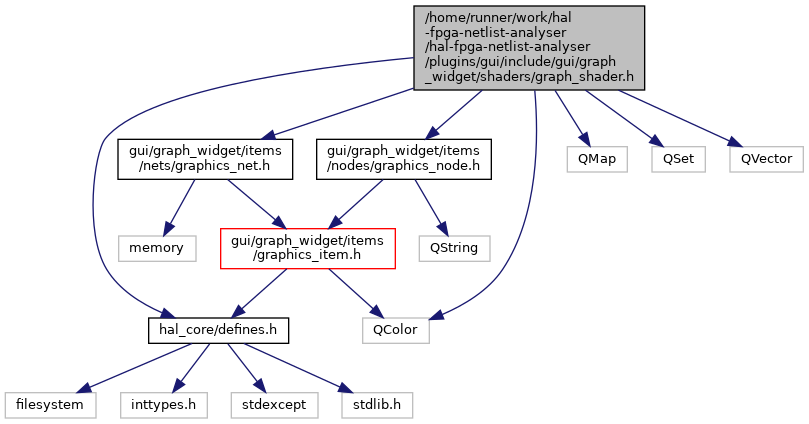 /home/runner/work/hal
-fpga-netlist-analyser
/hal-fpga-netlist-analyser
/plugins/gui/include/gui/graph
_widget/shaders/graph_shader.h
gui/graph_widget/items
/nets/graphics_net.h
gui/graph_widget/items
/nodes/graphics_node.h
QMap
QSet
QVector
memory
gui/graph_widget/items
/graphics_item.h
QString
hal_core/defines.h
QColor
filesystem
inttypes.h
stdexcept
stdlib.h